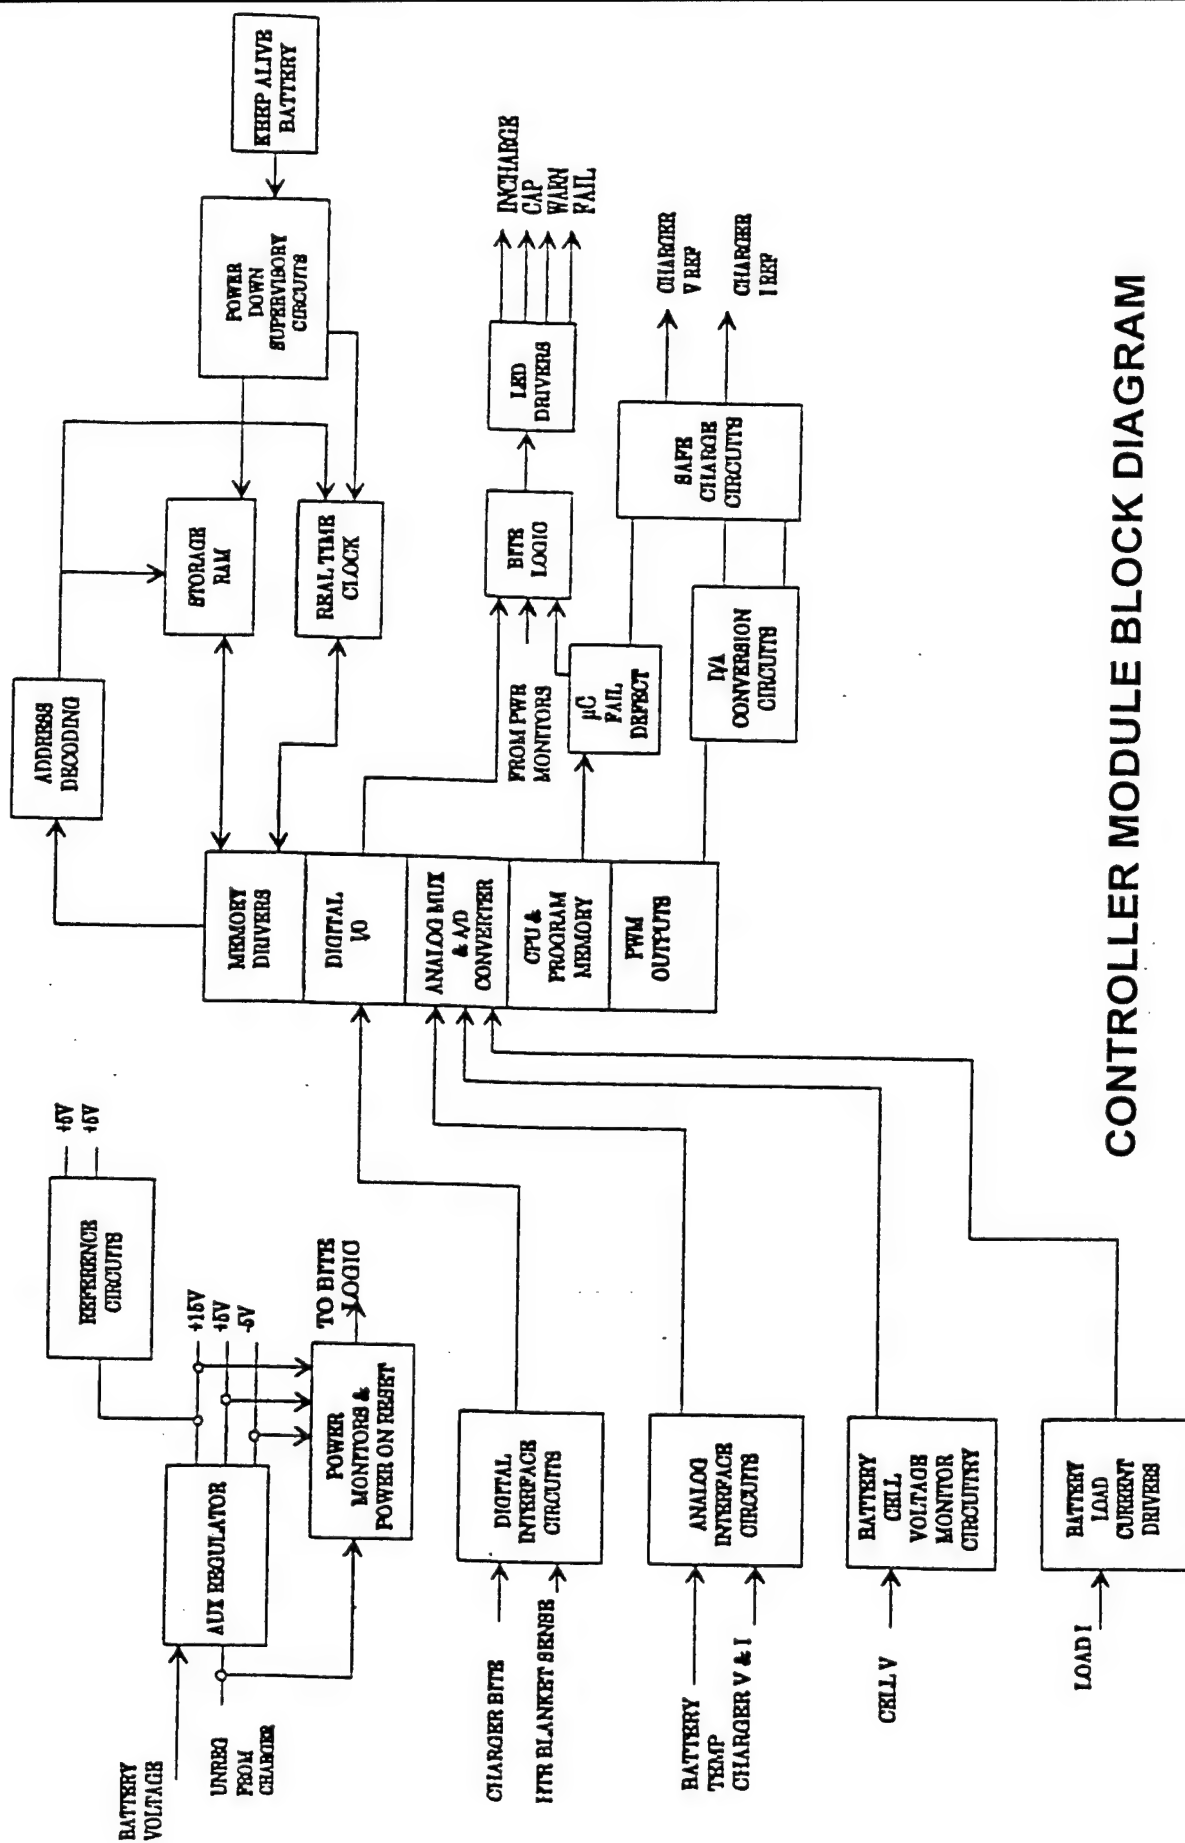 BATTERY
VOLTAGE
UNREG
FROM
CHARGER
AUX REGULATOR
+15V
+5V
-5V
REFERENCE
CIRCUITS
+5V
+5V
POWER
MONITORS &
POWER ON RESET
TO BITE
LOGIC
CHARGER BITE
HTR BLANKET SENSE
DIGITAL
INTERFACE
CIRCUITS
BATTERY
TEMP
CHARGER V & I
ANALOG
INTERFACE
CIRCUITS
CELL V
BATTERY
CELL
VOLTAGE
MONITOR
CIRCUITRY
LOAD I
BATTERY
LOAD
CURRENT
DRIVERS
MEMORY
DRIVERS
DIGITAL
I/O
ANALOG MUX
& A/D
CONVERTER
CPU &
PROGRAM
MEMORY
PWM
OUTPUTS
ADDRESS
DECODING
STORAGE
RAM
REAL TIME
CLOCK
POWER
DOWN
SUPERVISORY
CIRCUITS
KEEP ALIVE
BATTERY
FROM PWR
MONITORS
BITE
LOGIC
LED
DRIVERS
INCHARGE
CAP
WARN
FAIL
µC
FAIL
DEFECT
D/A
CONVERSION
CIRCUITS
SAFE
CHARGE
CIRCUITS
CHARGER
V REF
CHARGER
I REF
CONTROLLER MODULE BLOCK DIAGRAM